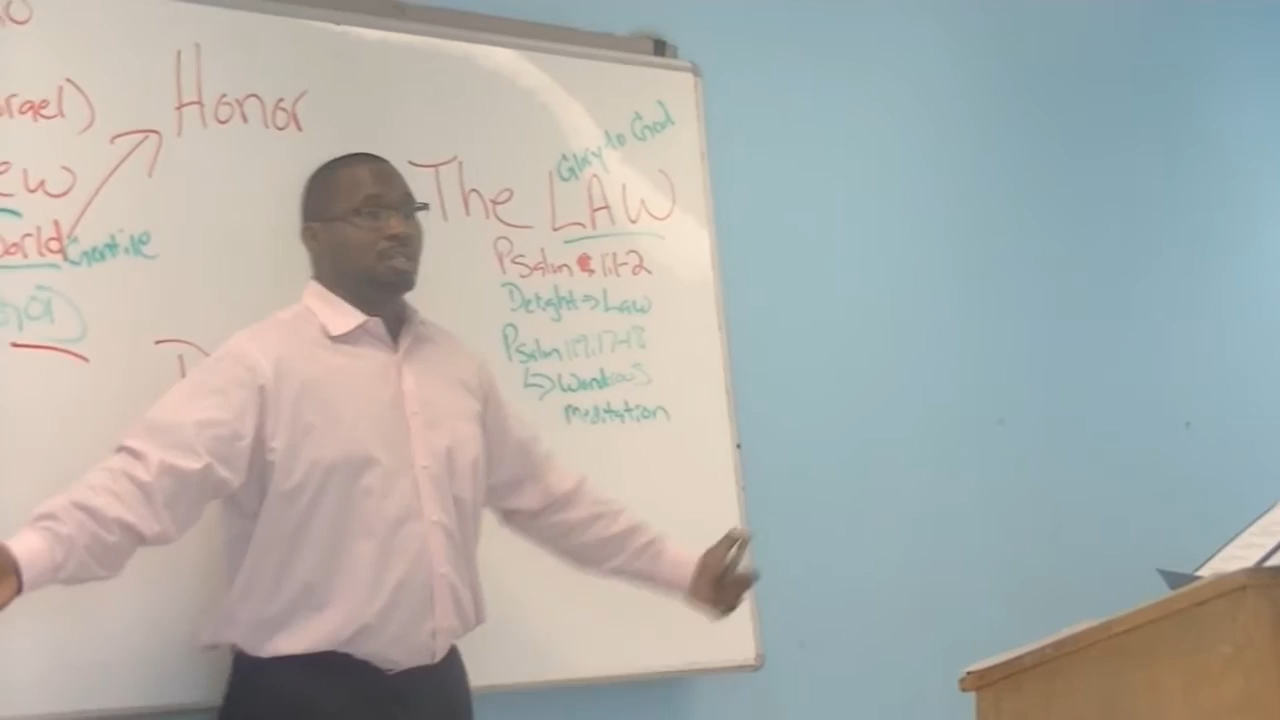 Honor
rael)
ew
orld
Gentile
Glory to God
The LAW
Psalm 1:1-2
Delight → Law
Psalm 119:17-18
↳ Wondrous
meditation